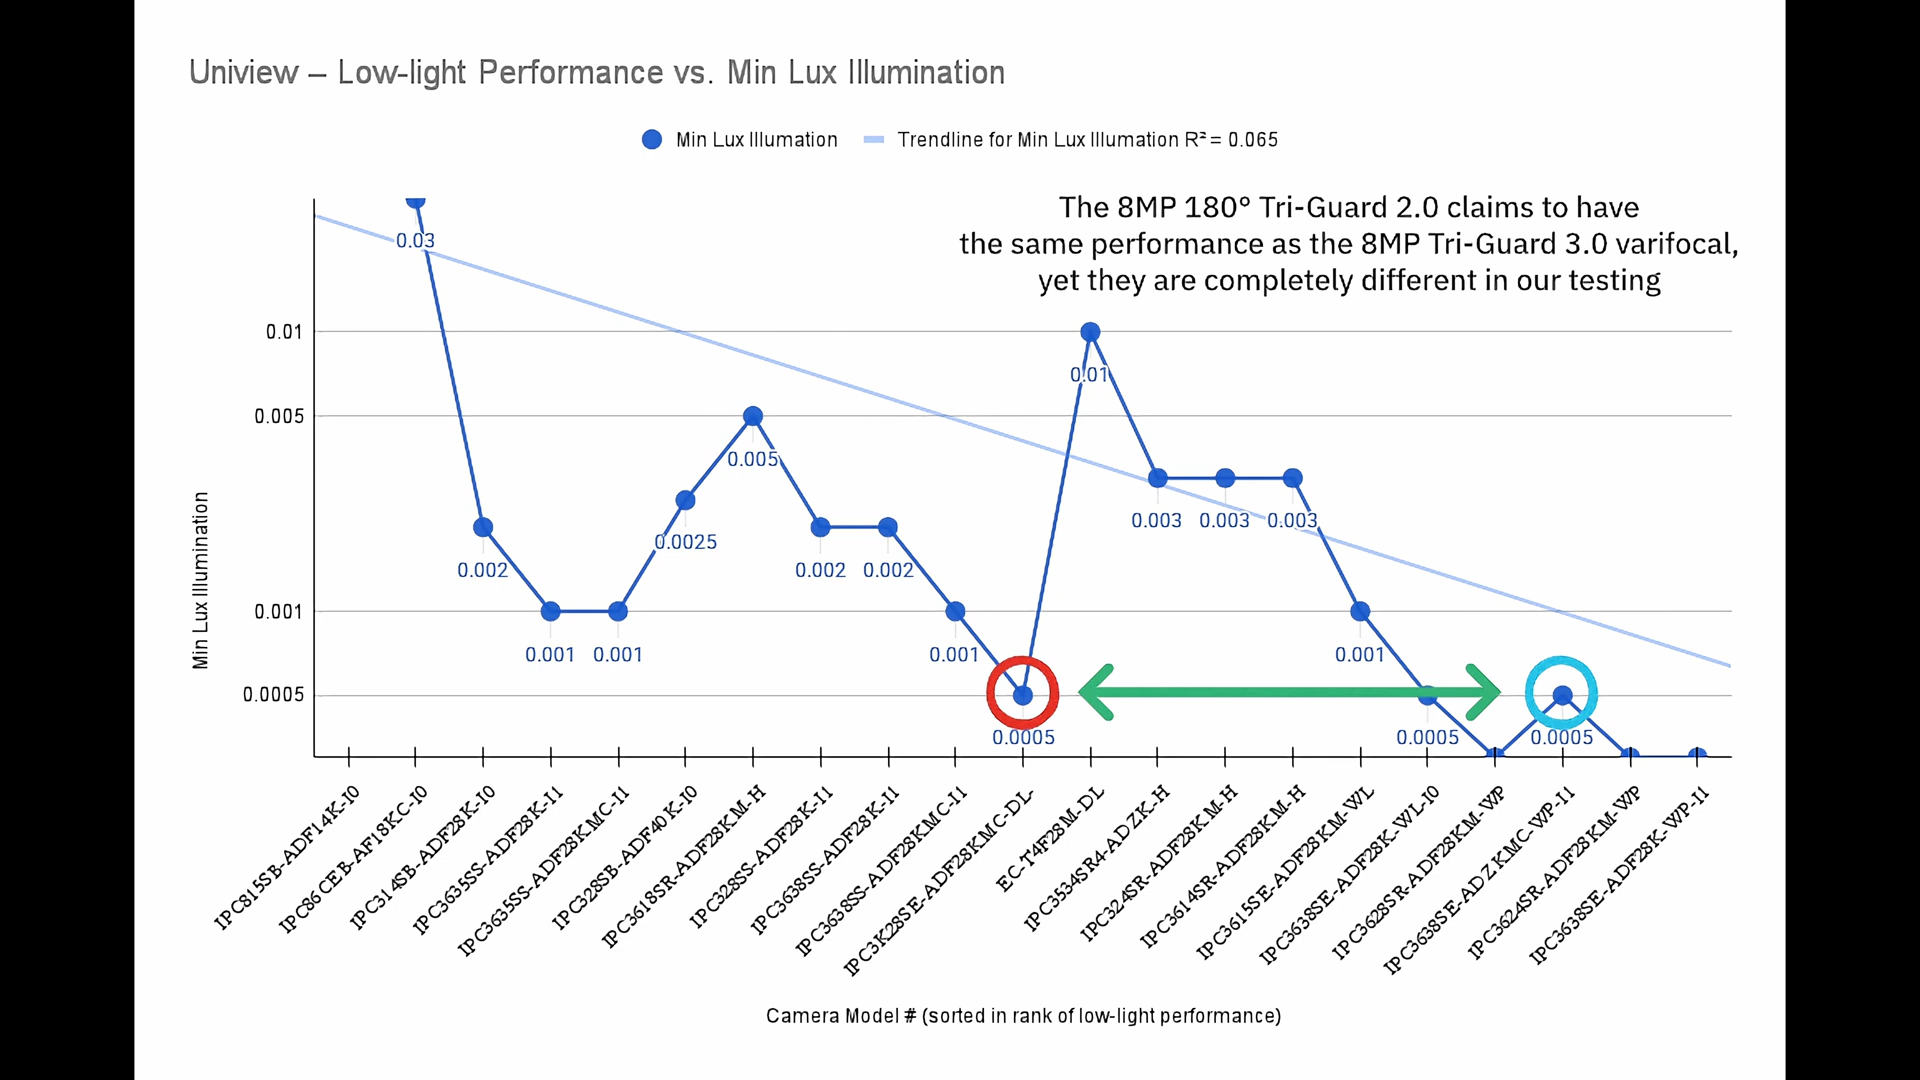 Uniview – Low-light Performance vs. Min Lux Illumination
Min Lux Illumation
Trendline for Min Lux Illumation R² = 0.065
The 8MP 180° Tri-Guard 2.0 claims to have
the same performance as the 8MP Tri-Guard 3.0 varifocal,
yet they are completely different in our testing
Min Lux Illumination
0.01
0.005
0.001
0.0005
0.03
0.002
0.001
0.001
0.0025
0.005
0.002
0.002
0.001
0.0005
0.01
0.003
0.003
0.003
0.001
0.0005
0.0005
IPC815SB-ADF14K-I0
IPC86CEB-AF18KC-I0
IPC314SB-ADF28K-I0
IPC3635SS-ADF28K-I1
IPC3635SS-ADF28KMC-I1
IPC328SB-ADF40K-I0
IPC3618SR-ADF28KM-H
IPC328SS-ADF28K-I1
IPC3638SS-ADF28K-I1
IPC3638SS-ADF28KMC-I1
IPC3K28SE-ADF28KMC-DL-
EC-T4F28M-DL
IPC3534SR4-ADZK-H
IPC324SR-ADF28KM-H
IPC3614SR-ADF28KM-H
IPC3615SE-ADF28KM-WL
IPC3638SE-ADF28K-WL-I0
IPC3628SR-ADF28KM-WP
IPC3638SE-ADZKMC-WP-I1
IPC3624SR-ADF28KM-WP
IPC3638SE-ADF28K-WP-I1
Camera Model # (sorted in rank of low-light performance)